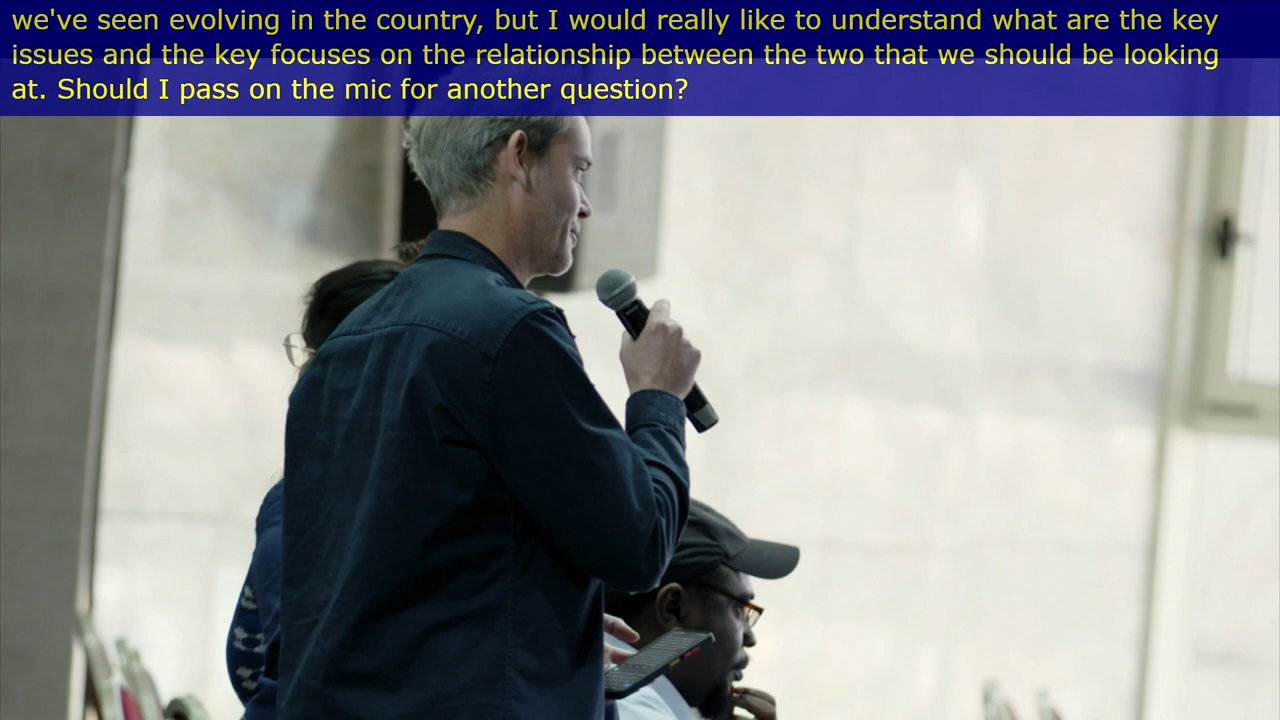 we've seen evolving in the country, but I would really like to understand what are the key
issues and the key focuses on the relationship between the two that we should be looking
at. Should I pass on the mic for another question?